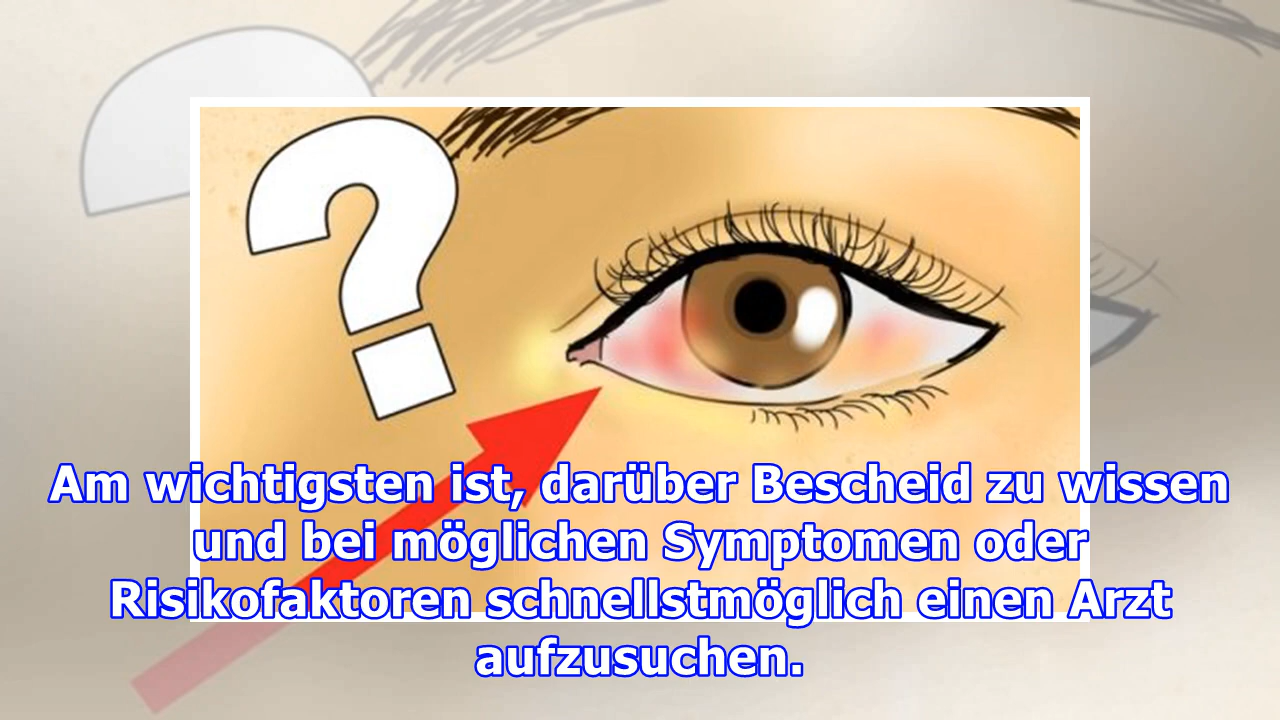 ?
Am wichtigsten ist, darüber Bescheid zu wissen
und bei möglichen Symptomen oder
Risikofaktoren schnellstmöglich einen Arzt
aufzusuchen.